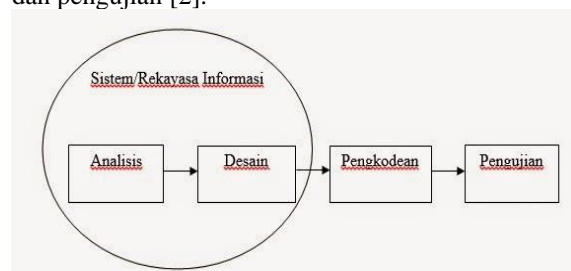 dan pengujian [2].
Sistem/Rekayasa Informasi
Analisis
Desain
Pengkodean
Pengujian